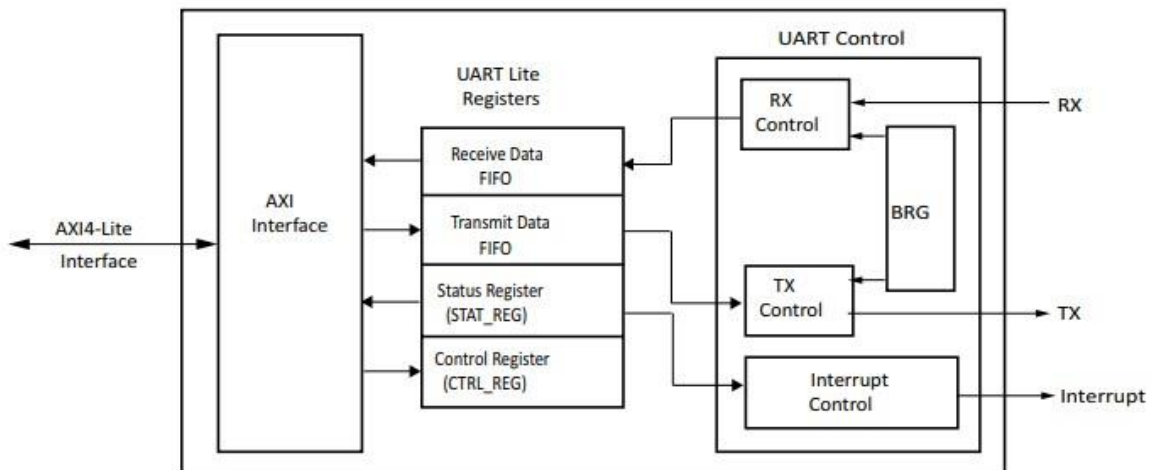 UART Control
UART Lite
Registers
RX
Control
RX
Receive Data
FIFO
AXI
Interface
Transmit Data
FIFO
BRG
AXI4-Lite
Interface
Status Register
(STAT_REG)
TX
Control
TX
Control Register
(CTRL_REG)
Interrupt
Control
Interrupt